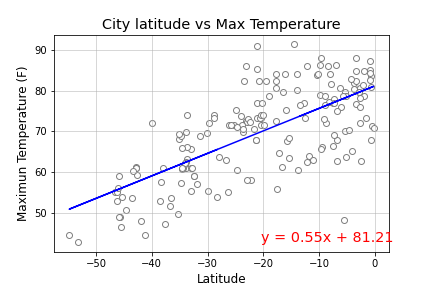 City latitude vs Max Temperature
90
80
70
60
50
Maximun Temperature (F)
y = 0.55x + 81.21
−50
−40
−30
−20
−10
0
Latitude